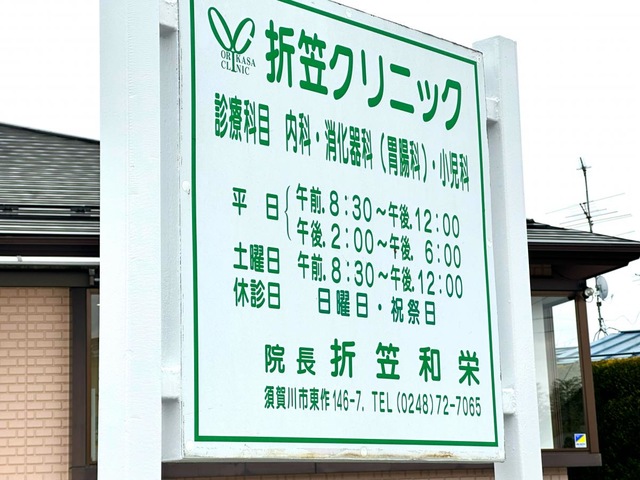 ORIKASA
CLINIC
折笠クリニック
診療科目 内科・消化器科(胃腸科)・小児科
平日 午前.8:30~午後.12:00
午後.2:00~午後.6:00
土曜日 午前.8:30~午後.12:00
休診日 日曜日・祝祭日
院長 折笠和栄
須賀川市東作146-7. TEL(0248)72-7065